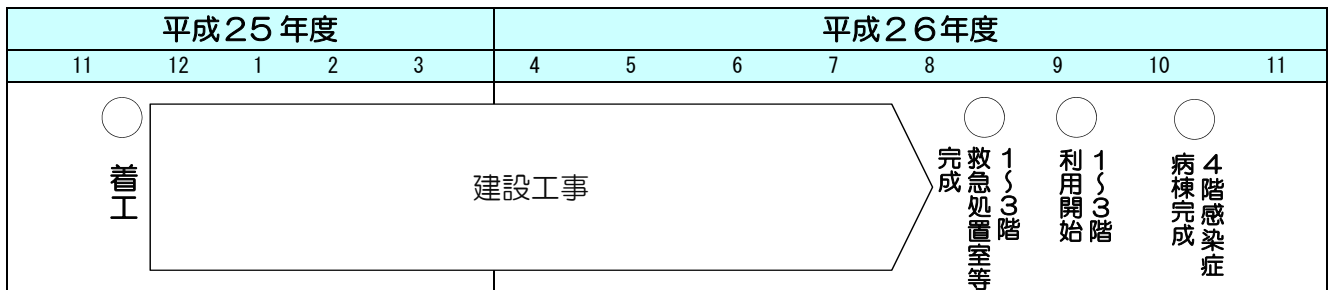 平成２５年度
平成２６年度
11 12 1 2 3 4 5 6 7 8 9 10 11
着工
建設工事
１～３階
救急処置室等
完成
１～３階
利用開始
４階感染症
病棟完成